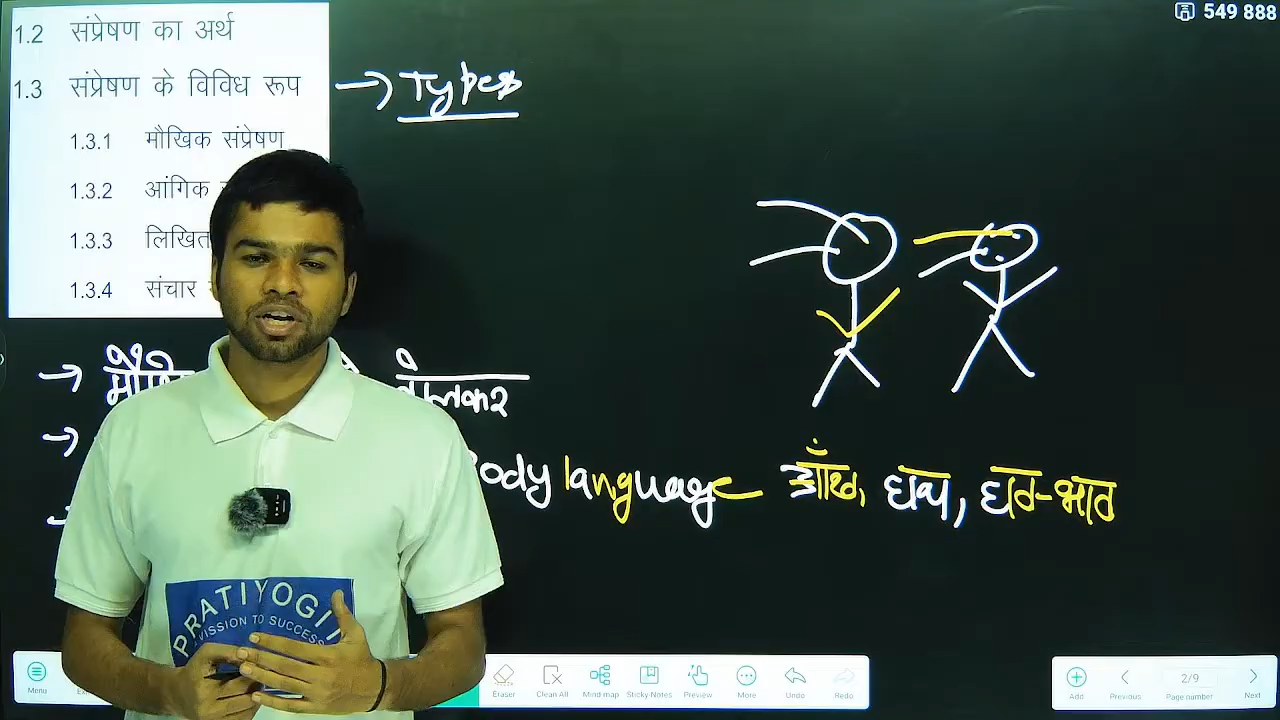 549 888
1.2 संप्रेषण का अर्थ
1.3 संप्रेषण के विविध रूप → Types
1.3.1 मौखिक संप्रेषण
1.3.2 आंगिक
1.3.3 लिखित
1.3.4 संचार
Body language आँख, हाथ, हाव-भाव
PRATIYOGI
MISSION TO SUCCESS
Menu Eraser Clean All Mind map Sticky-Notes Preview More Undo Redo Add Previous 2/9 Page number Next